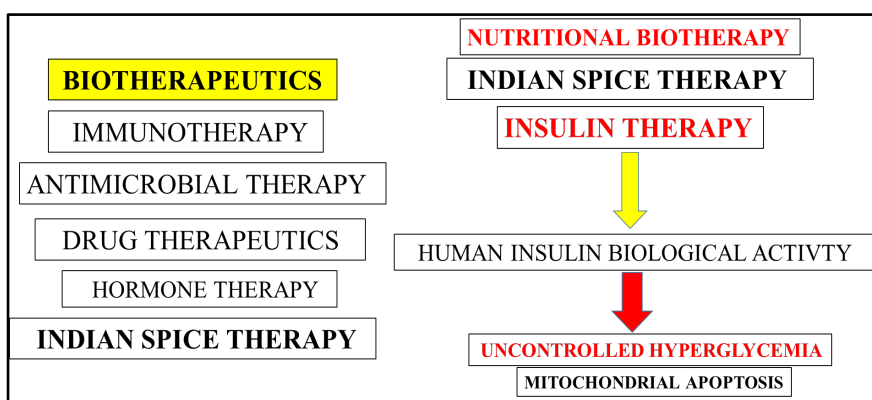 BIOTHERAPEUTICS
IMMUNOTHERAPY
ANTIMICROBIAL THERAPY
DRUG THERAPEUTICS
HORMONE THERAPY
INDIAN SPICE THERAPY
NUTRITIONAL BIOTHERAPY
INDIAN SPICE THERAPY
INSULIN THERAPY
HUMAN INSULIN BIOLOGICAL ACTIVTY
UNCONTROLLED HYPERGLYCEMIA
MITOCHONDRIAL APOPTOSIS